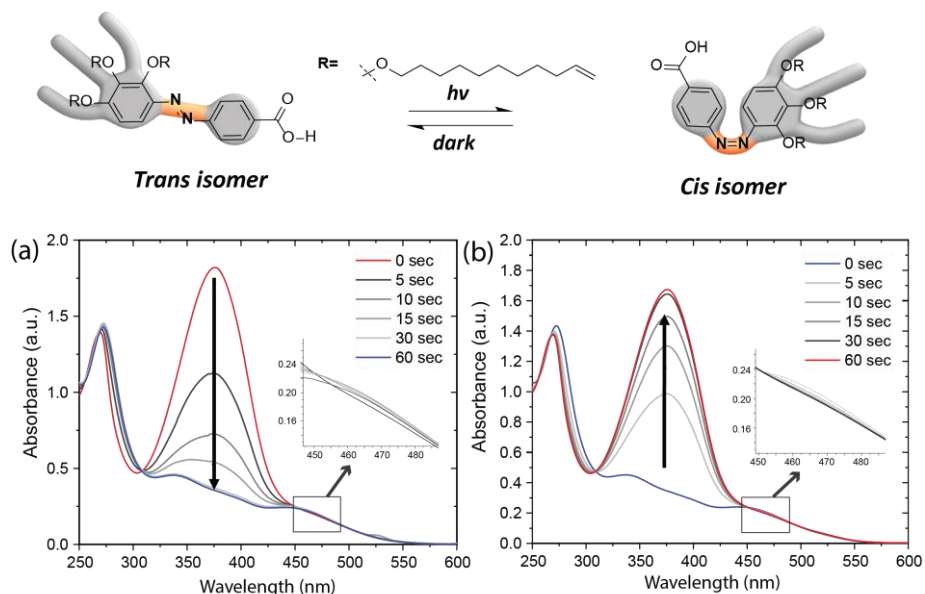 RO
OR
RO
N
N
O
O-H
R=
O
hv
dark
Trans isomer
OH
O
N=N
OR
OR
OR
Cis isomer
(a)
2.0
1.5
1.0
0.5
0.0
Absorbance (a.u.)
250 300 350 400 450 500 550 600
Wavelength (nm)
0 sec
5 sec
10 sec
15 sec
30 sec
60 sec
0.24
0.20
0.16
450 460 470 480
(b)
2.0
1.8
1.6
1.4
1.2
1.0
0.8
0.6
0.4
0.2
0.0
Absorbance (a.u.)
250 300 350 400 450 500 550 600
Wavelength (nm)
0 sec
5 sec
10 sec
15 sec
30 sec
60 sec
0.24
0.20
0.16
450 460 470 480